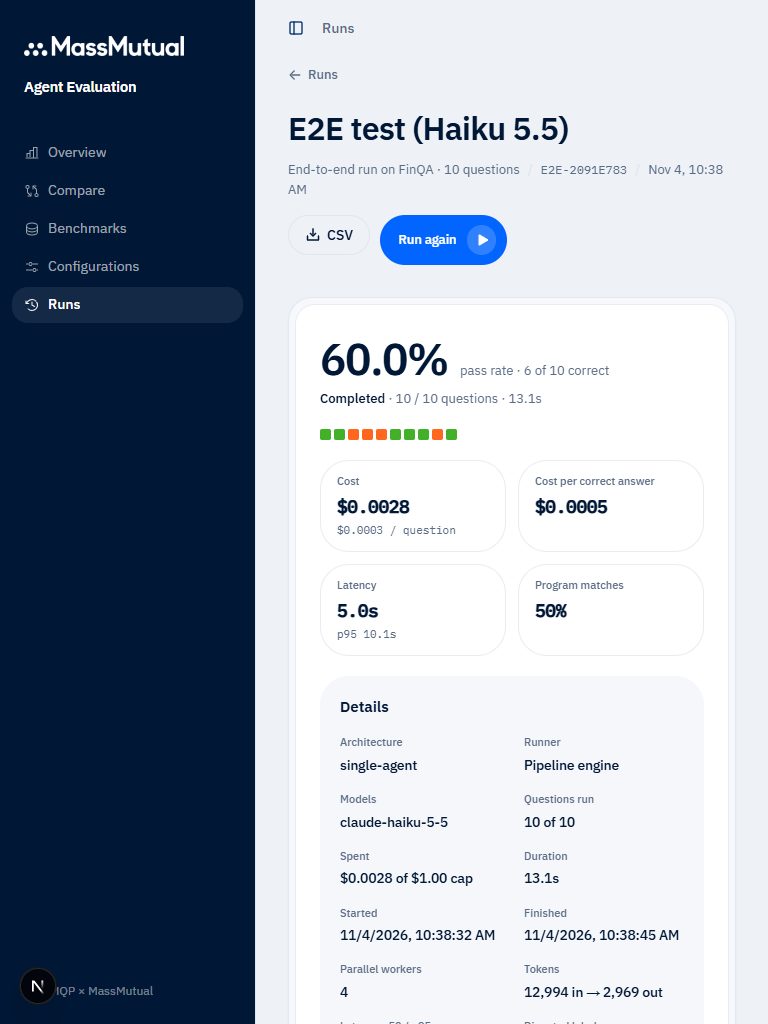 MassMutual
Agent Evaluation
Overview
Compare
Benchmarks
Configurations
Runs
IQP × MassMutual
N
Runs
← Runs
E2E test (Haiku 5.5)
End-to-end run on FinQA · 10 questions / E2E-2091E783 / Nov 4, 10:38
AM
CSV
Run again
60.0% pass rate · 6 of 10 correct
Completed · 10 / 10 questions · 13.1s
Cost
$0.0028
$0.0003 / question
Cost per correct answer
$0.0005
Latency
5.0s
p95 10.1s
Program matches
50%
Details
Architecture
single-agent
Runner
Pipeline engine
Models
claude-haiku-5-5
Questions run
10 of 10
Spent
$0.0028 of $1.00 cap
Duration
13.1s
Started
11/4/2026, 10:38:32 AM
Finished
11/4/2026, 10:38:45 AM
Parallel workers
4
Tokens
12,994 in → 2,969 out